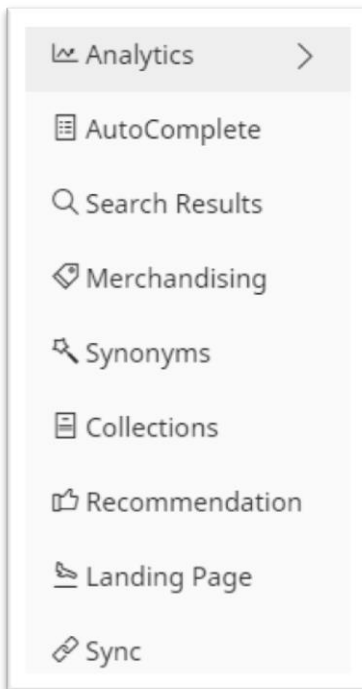 Analytics
AutoComplete
Search Results
Merchandising
Synonyms
Collections
Recommendation
Landing Page
Sync